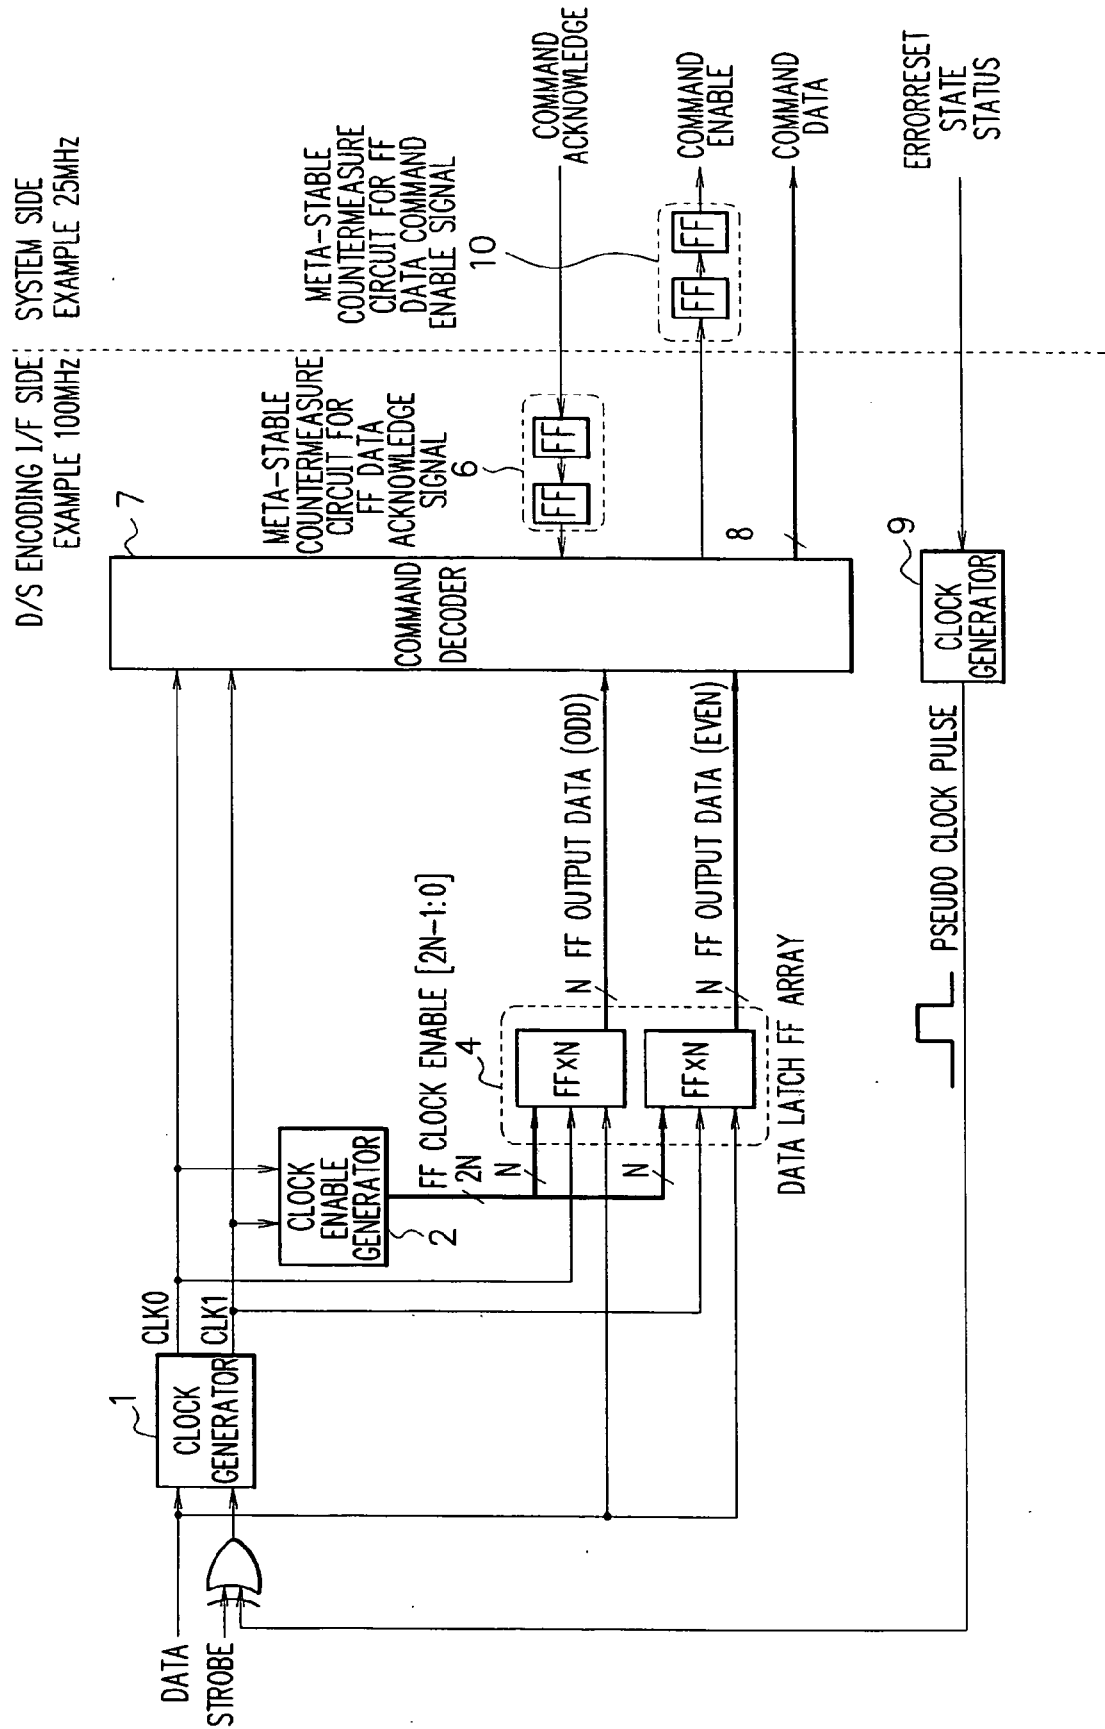 D/S ENCODING I/F SIDE
EXAMPLE 100MHz
SYSTEM SIDE
EXAMPLE 25MHz
DATA
STROBE
1
CLOCK
GENERATOR
CLK0
CLK1
CLOCK
ENABLE
GENERATOR
2
FF CLOCK ENABLE [2N-1:0]
2N
N
N
4
FFXN
FFXN
DATA LATCH FF ARRAY
N FF OUTPUT DATA (ODD)
N FF OUTPUT DATA (EVEN)
7
COMMAND
DECODER
META-STABLE
COUNTERMEASURE
CIRCUIT FOR
FF DATA
ACKNOWLEDGE
SIGNAL
6
FF
FF
META-STABLE
COUNTERMEASURE
CIRCUIT FOR FF
DATA COMMAND
ENABLE SIGNAL
10
FF
FF
8
COMMAND
ACKNOWLEDGE
COMMAND
ENABLE
COMMAND
DATA
PSEUDO CLOCK PULSE
9
CLOCK
GENERATOR
ERRORRESET
STATE
STATUS